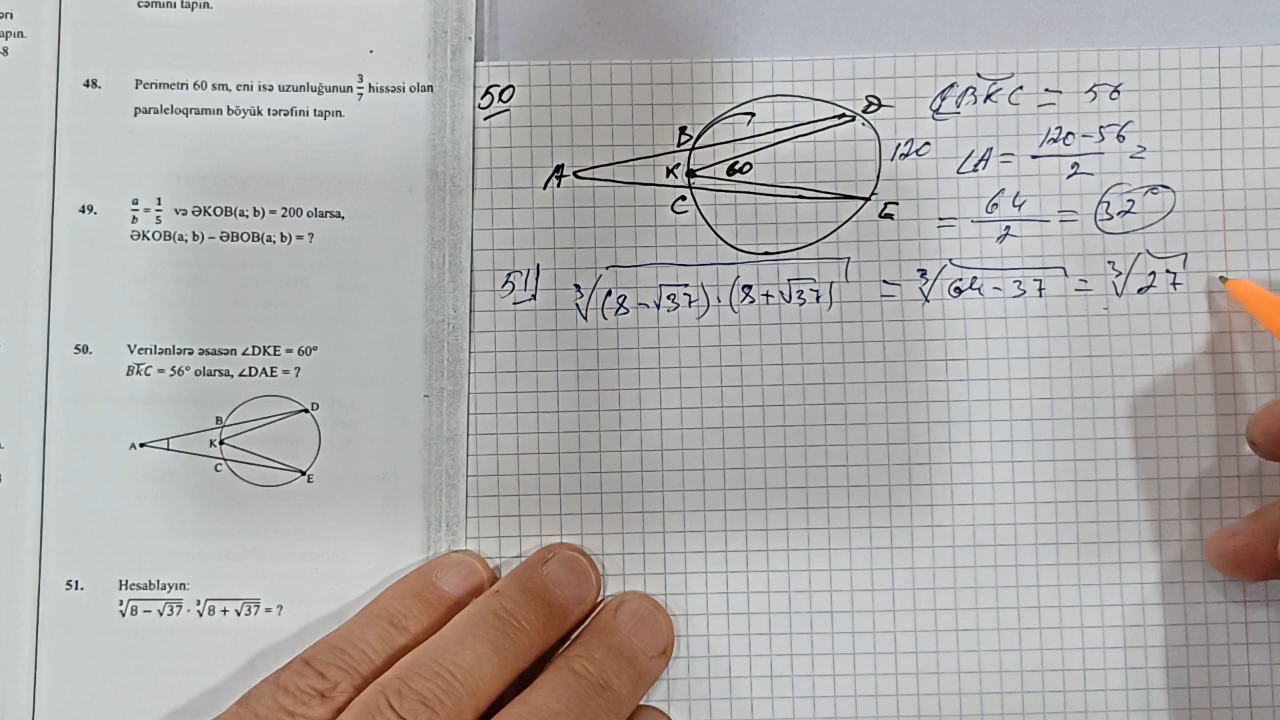 əri
apın.
-8
cəmini tapın.
48. Perimetri 60 sm, eni isə uzunluğunun 3/7 hissəsi olan
paraleloqramın böyük tərəfini tapın.
49. a/b = 1/5 və ƏKOB(a; b) = 200 olarsa,
ƏKOB(a; b) – ƏBOB(a; b) = ?
50. Verilənlərə əsasən ∠DKE = 60°
BKC = 56° olarsa, ∠DAE = ?
D
B
A
K
C
E
51. Hesablayın:
∛8 − √37 · ∛8 + √37 = ?
50
D
B
A
K
60
120
C
E
BKC = 56
∠A = 120-56/2 =
= 64/2 = 32°
51) ∛(8-√37)·(8+√37) = ∛64-37 = ∛27